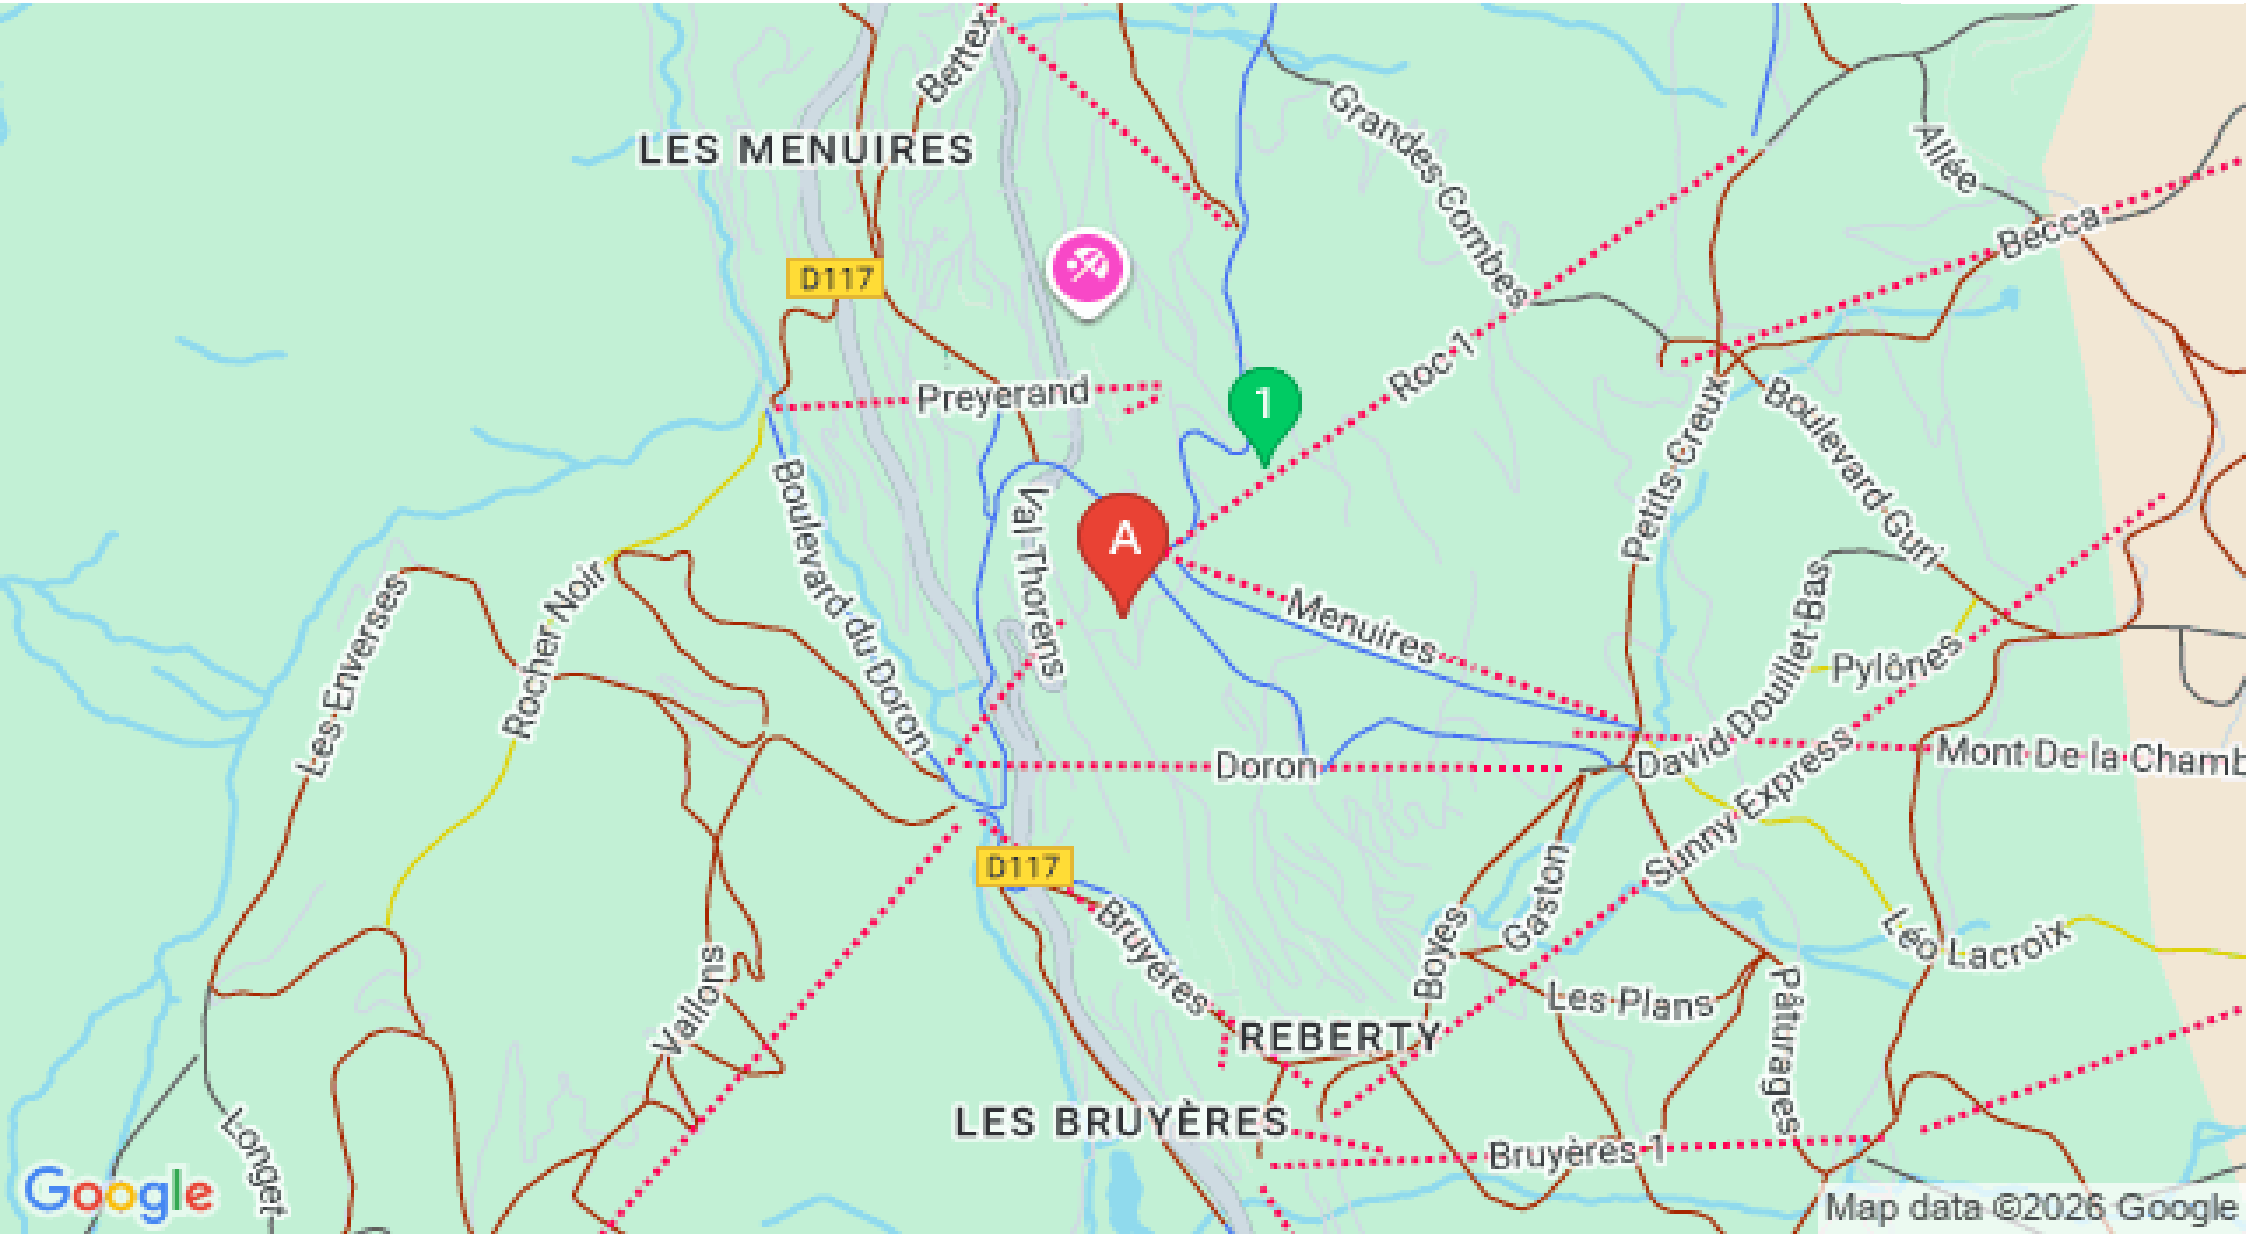 Bettex
Grandes Combes
Allée
LES MENUIRES
Becca
D117
1
Roc 1
Preyerand
Boulevard Guri
Petits Creux
Val Thorens
A
Boulevard du Doron
Les Enverses
Rocher Noir
Menuires
David Douillet Bas
Pylônes
Doron
Mont De la Chamb
Sunny Express
D117
Bruyères
Boyes
Gaston
Léo Lacroix
Vallons
Les Plans
Pâturages
REBERTY
LES BRUYÈRES
Bruyères 1
Longet
Google
Map data ©2026 Google